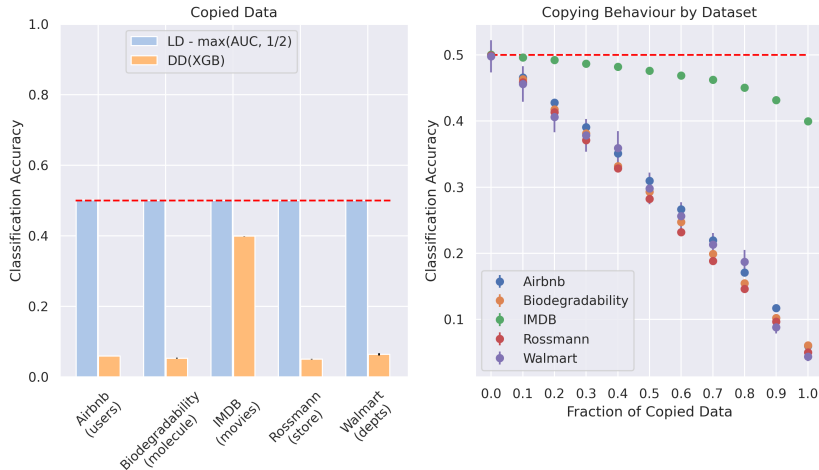 Copied Data
Classification Accuracy
1.0
0.8
0.6
0.4
0.2
0.0
LD - max(AUC, 1/2)
DD(XGB)
Airbnb
(users)
Biodegradability
(molecule)
IMDB
(movies)
Rossmann
(store)
Walmart
(depts)
Copying Behaviour by Dataset
Classification Accuracy
0.5
0.4
0.3
0.2
0.1
Airbnb
Biodegradability
IMDB
Rossmann
Walmart
0.0 0.1 0.2 0.3 0.4 0.5 0.6 0.7 0.8 0.9 1.0
Fraction of Copied Data